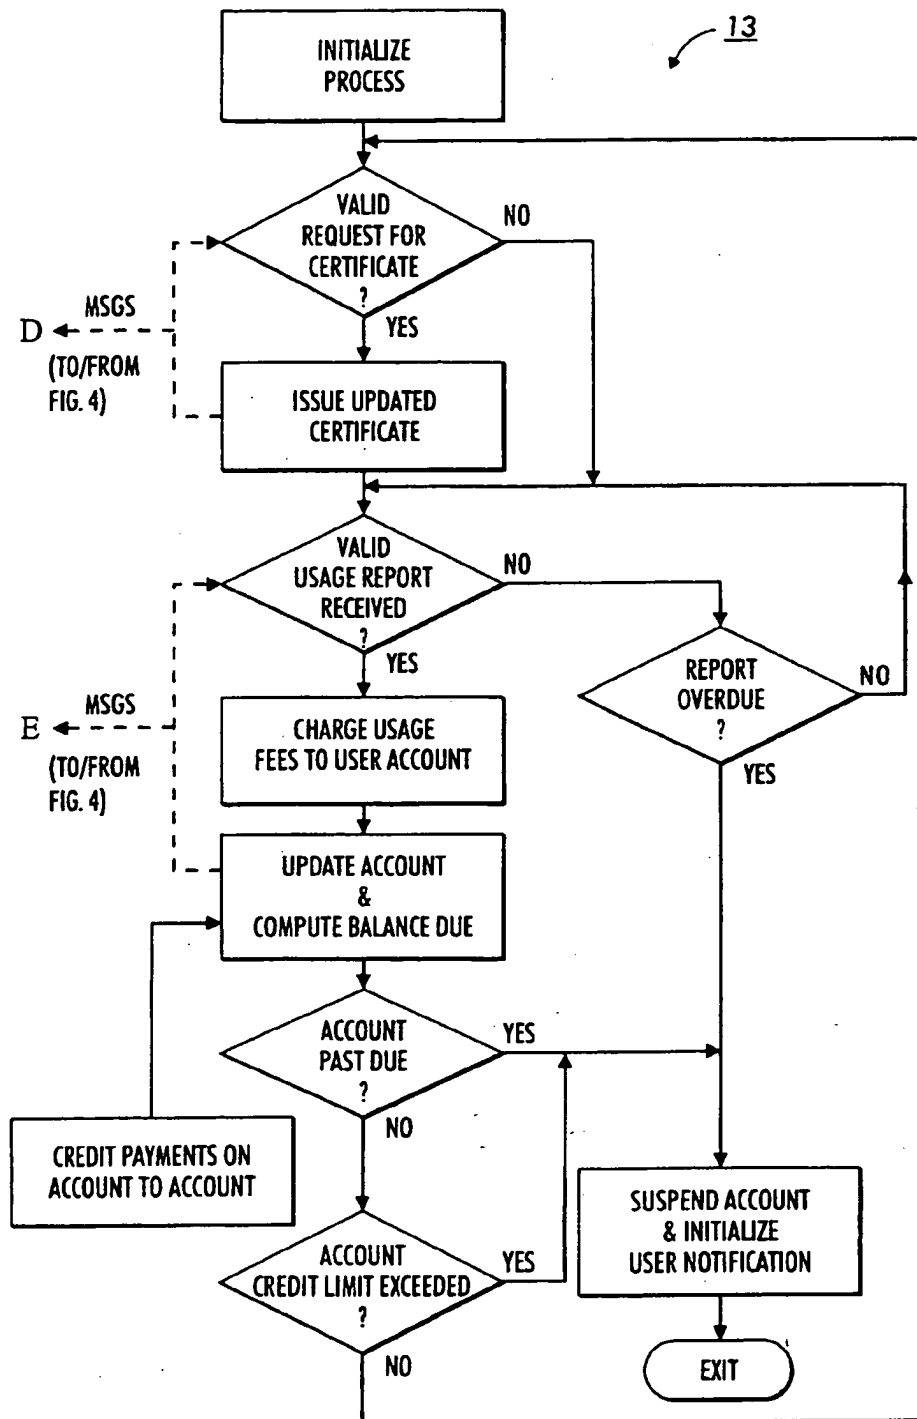 13
INITIALIZE
PROCESS
VALID
REQUEST FOR
CERTIFICATE
?
NO
YES
MSGS
D
(TO/FROM
FIG. 4)
ISSUE UPDATED
CERTIFICATE
VALID
USAGE REPORT
RECEIVED
?
NO
YES
REPORT
OVERDUE
?
NO
YES
MSGS
E
(TO/FROM
FIG. 4)
CHARGE USAGE
FEES TO USER ACCOUNT
UPDATE ACCOUNT
&
COMPUTE BALANCE DUE
ACCOUNT
PAST DUE
?
YES
NO
CREDIT PAYMENTS ON
ACCOUNT TO ACCOUNT
ACCOUNT
CREDIT LIMIT EXCEEDED
?
YES
NO
SUSPEND ACCOUNT
& INITIALIZE
USER NOTIFICATION
EXIT